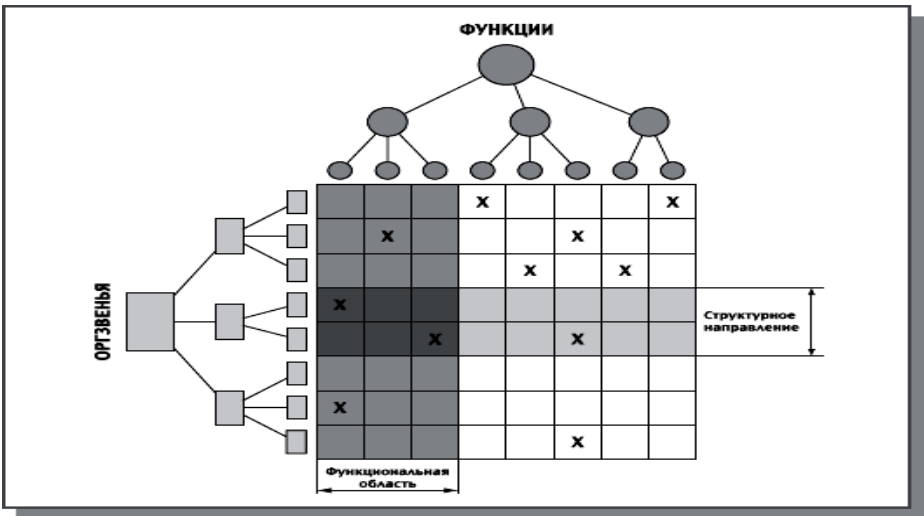 ФУНКЦИИ
х х
х х
х х
х
х х
х
х
ОРГЗВЕНЬЯ
Структурное
направление
Функциональная
область